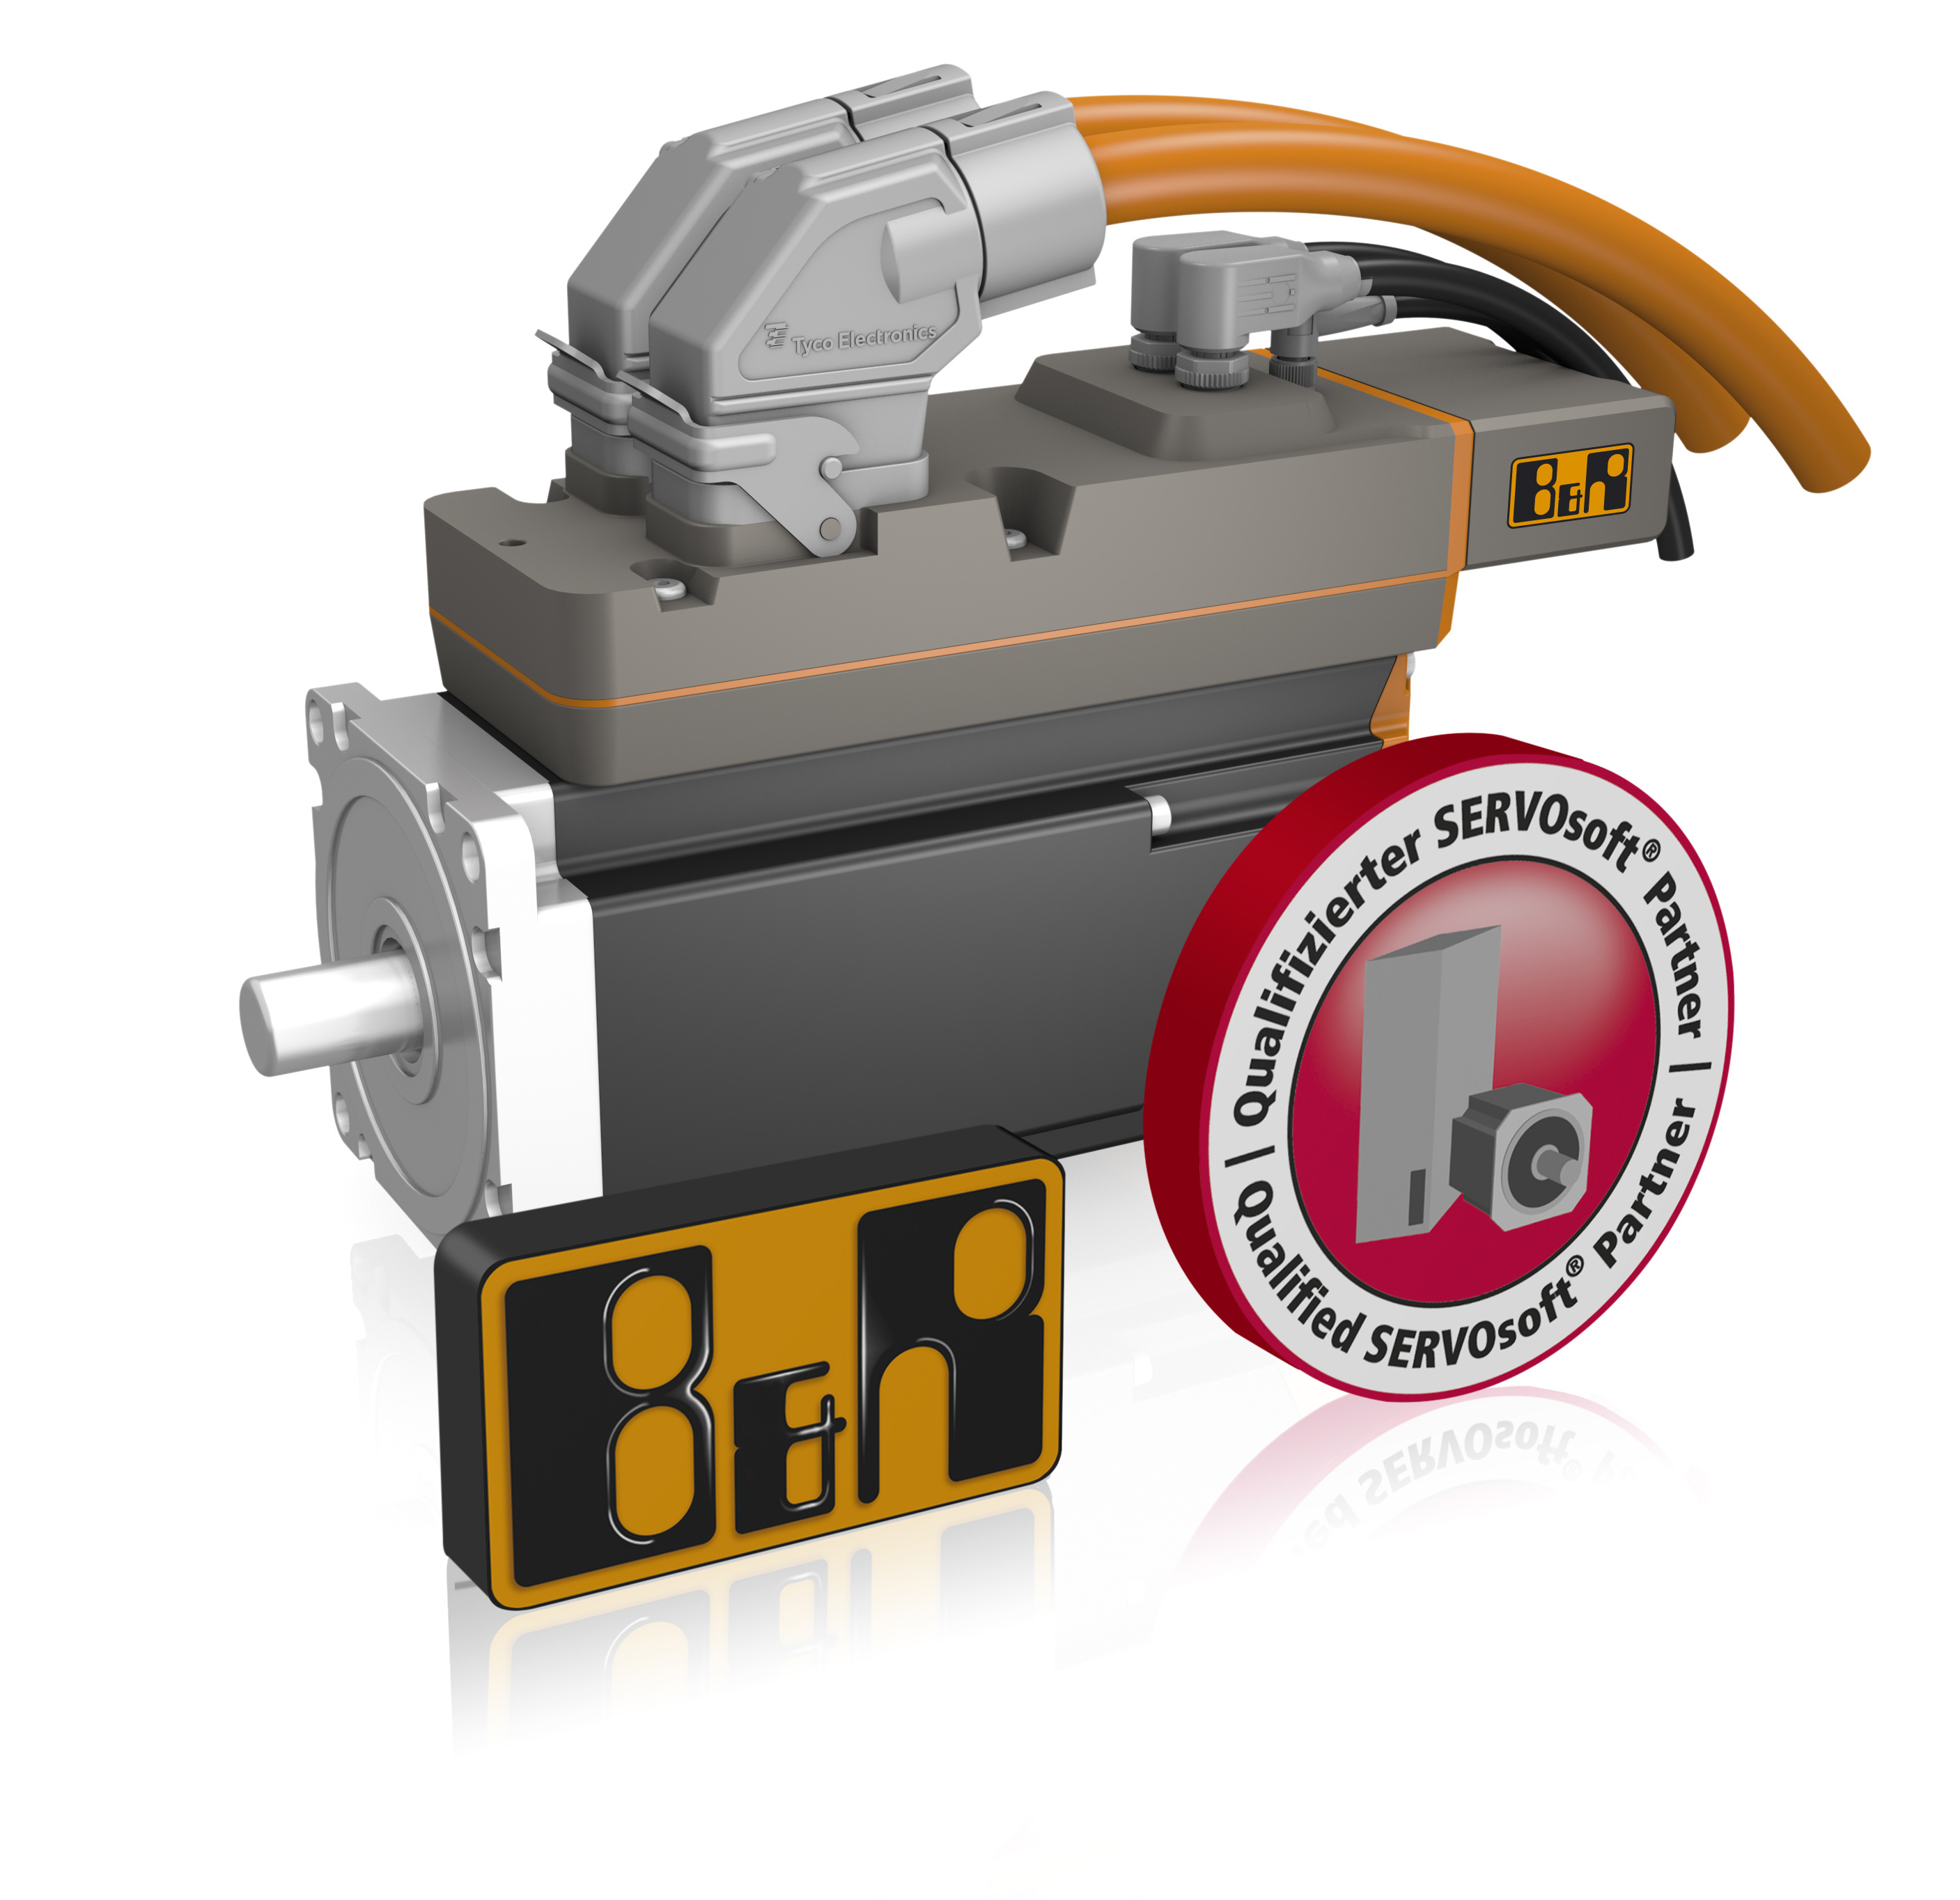 Tyco Electronics
B&R
Qualifizierter SERVOsoft® Partner |
Qualified SERVOsoft® Partner |
B&R